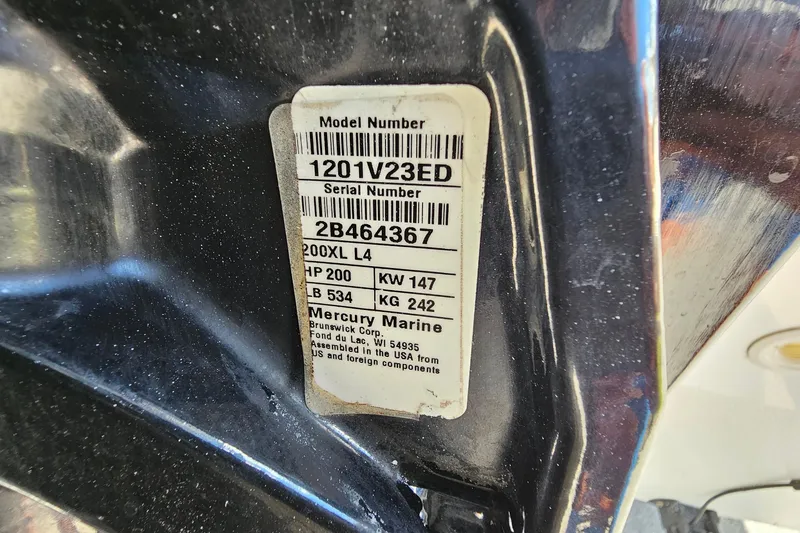 Model Number
1201V23ED
Serial Number
2B464367
200XL L4
HP 200 KW 147
LB 534 KG 242
Mercury Marine
Brunswick Corp.
Fond du Lac, WI 54935
Assembled in the USA from
US and foreign components